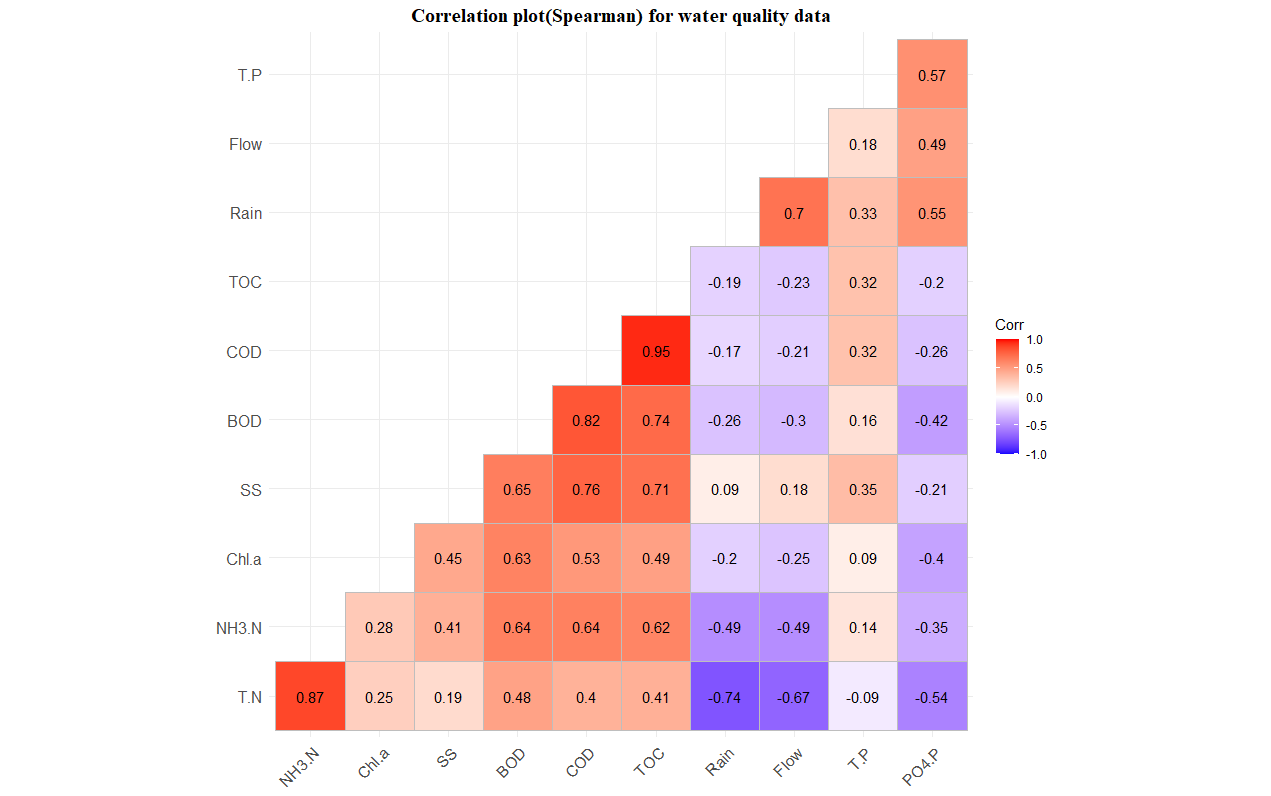 Correlation plot(Spearman) for water quality data
T.P 0.57
Flow 0.18 0.49
Rain 0.7 0.33 0.55
TOC -0.19 -0.23 0.32 -0.2
COD 0.95 -0.17 -0.21 0.32 -0.26
BOD 0.82 0.74 -0.26 -0.3 0.16 -0.42
SS 0.65 0.76 0.71 0.09 0.18 0.35 -0.21
Chl.a 0.45 0.63 0.53 0.49 -0.2 -0.25 0.09 -0.4
NH3.N 0.28 0.41 0.64 0.64 0.62 -0.49 -0.49 0.14 -0.35
T.N 0.87 0.25 0.19 0.48 0.4 0.41 -0.74 -0.67 -0.09 -0.54
NH3.N Chl.a SS BOD COD TOC Rain Flow T.P PO4.P
Corr
1.0
0.5
0.0
-0.5
-1.0